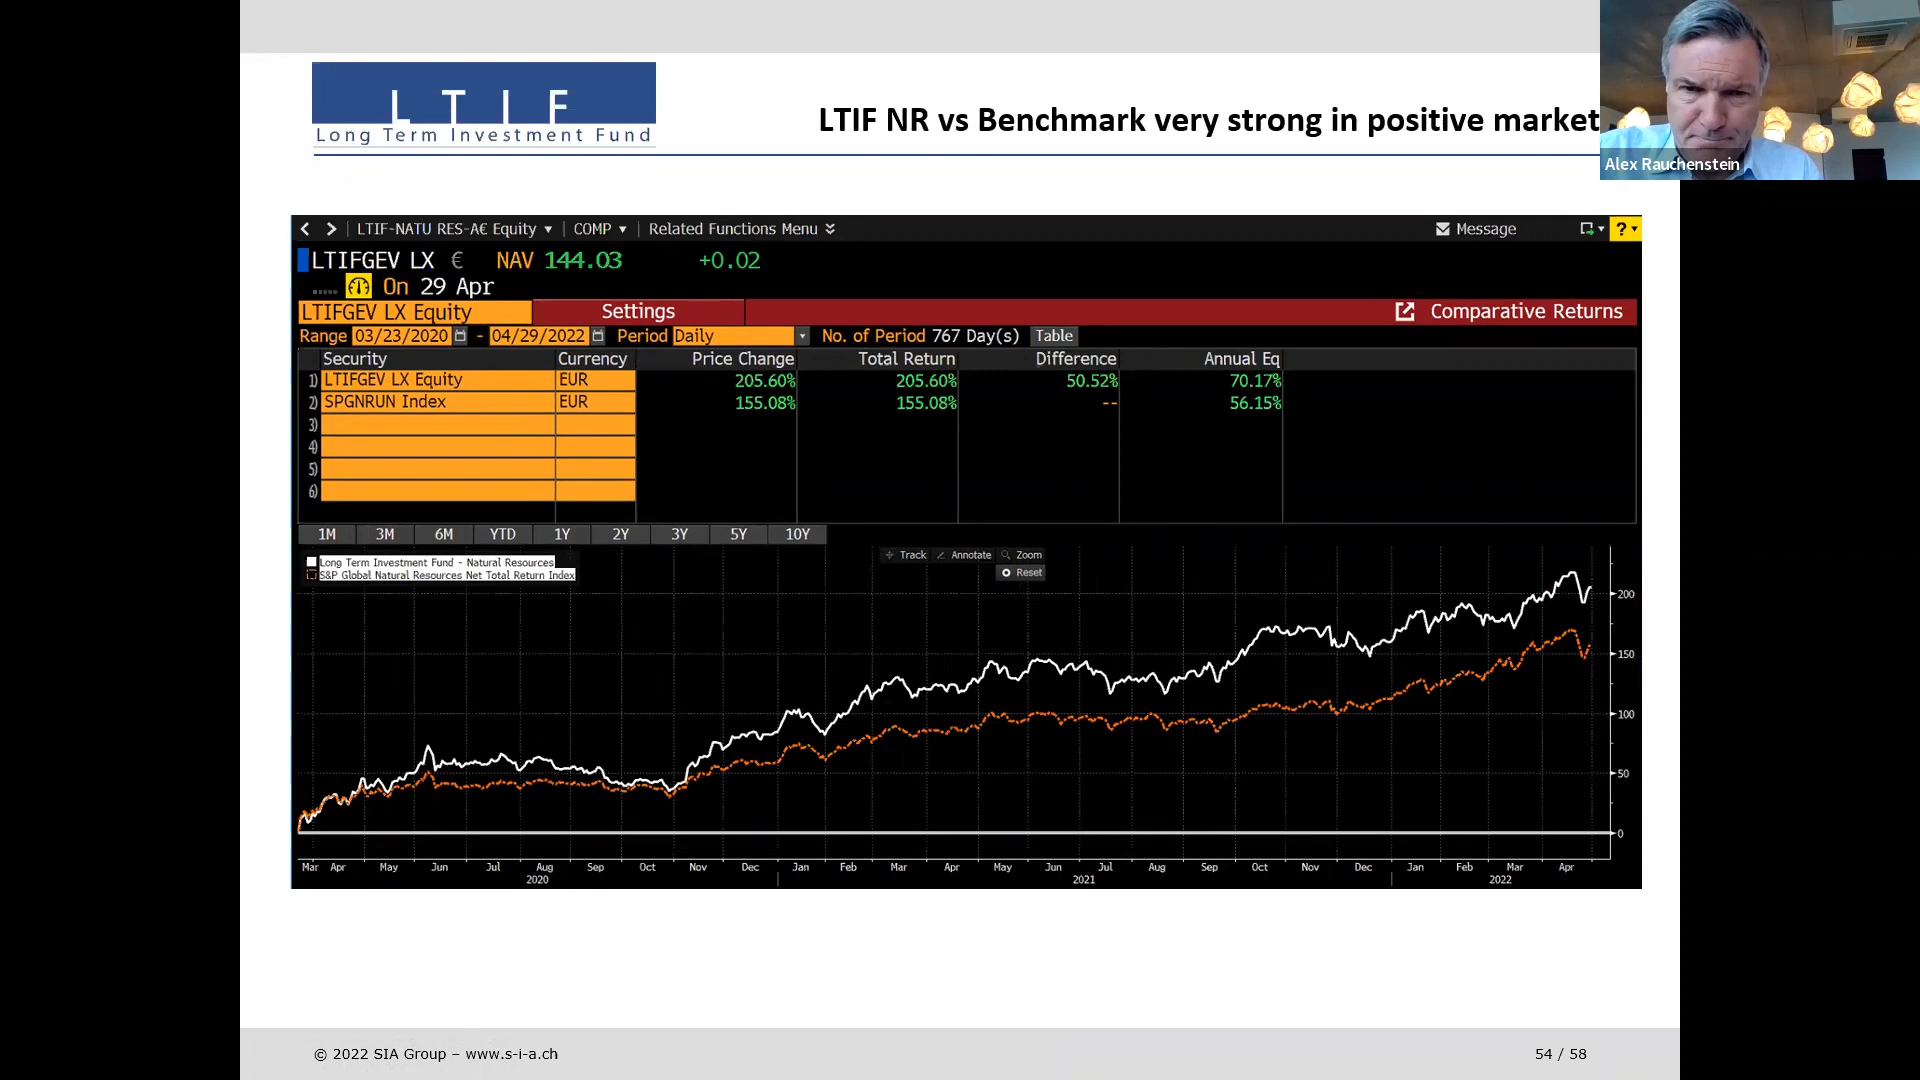 LTIF
Long Term Investment Fund
LTIF NR vs Benchmark very strong in positive market
Alex Rauchenstein
LTIF-NATU RES-A€ Equity COMP Related Functions Menu Message ?
LTIFGEV LX € NAV 144.03 +0.02
On 29 Apr
LTIFGEV LX Equity Settings Comparative Returns
Range 03/23/2020 - 04/29/2022 Period Daily No. of Period 767 Day(s) Table
Security Currency Price Change Total Return Difference Annual Eq
1) LTIFGEV LX Equity EUR 205.60% 205.60% 50.52% 70.17%
2) SPGNRUN Index EUR 155.08% 155.08% -- 56.15%
3)
4)
5)
6)
1M 3M 6M YTD 1Y 2Y 3Y 5Y 10Y
Track Annotate Zoom
Reset
Long Term Investment Fund - Natural Resources
S&P Global Natural Resources Net Total Return Index
200
150
100
50
0
Mar Apr May Jun Jul Aug Sep Oct Nov Dec Jan Feb Mar Apr May Jun Jul Aug Sep Oct Nov Dec Jan Feb Mar Apr
2020 2021 2022
© 2022 SIA Group – www.s-i-a.ch
54 / 58